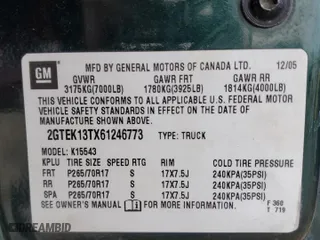 GM
MFD BY GENERAL MOTORS OF CANADA LTD. 12/05
GVWR GAWR FRT GAWR RR
3175KG(7000LB) 1780KG(3925LB) 1814KG(4000LB)
THIS VEHICLE CONFORMS TO ALL APPLICABLE U.S. FEDERAL
MOTOR VEHICLE SAFETY STANDARDS IN EFFECT ON THE DATE OF
MANUFACTURE SHOWN ABOVE.
2GTEK13TX61246773 TYPE: TRUCK
MODEL: K15543
KPLU TIRE SIZE SPEED RTG RIM COLD TIRE PRESSURE
FRT P265/70R17 S 17X7.5J 240KPA(35PSI)
RR P265/70R17 S 17X7.5J 240KPA(35PSI)
SPA P265/70R17 S 17X7.5J 240KPA(35PSI)
SEE OWNER'S MANUAL FOR MORE INFORMATION
F 360
T 719
DREAMBID